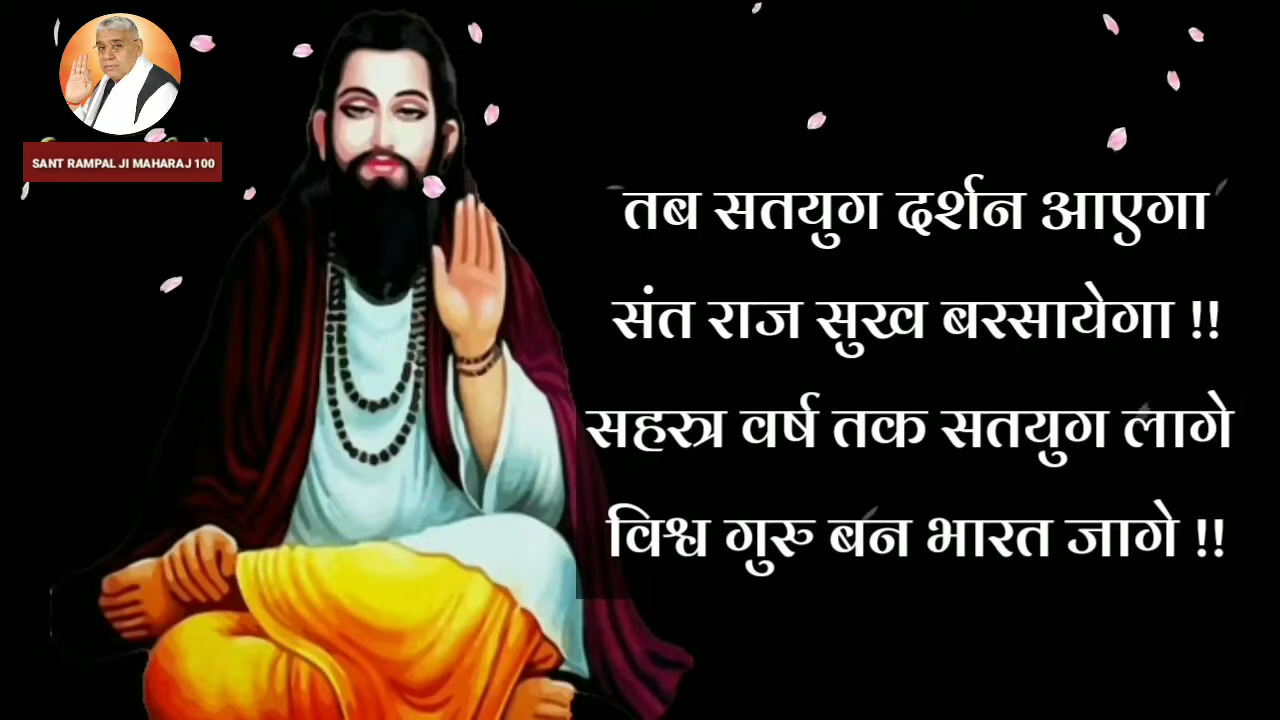 SANT RAMPAL JI MAHARAJ 100
तब सतयुग दर्शन आएगा
संत राज सुख बरसायेगा !!
सहस्त्र वर्ष तक सतयुग लागे
विश्व गुरु बन भारत जागे !!